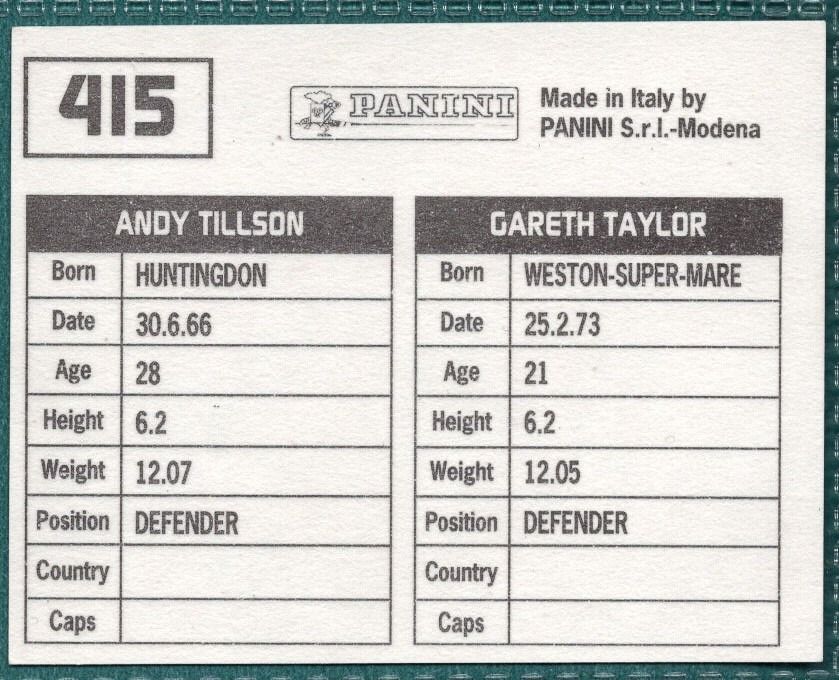 415
PANINI
Made in Italy by
PANINI S.r.l.-Modena
ANDY TILLSON
Born HUNTINGDON
Date 30.6.66
Age 28
Height 6.2
Weight 12.07
Position DEFENDER
Country
Caps
GARETH TAYLOR
Born WESTON-SUPER-MARE
Date 25.2.73
Age 21
Height 6.2
Weight 12.05
Position DEFENDER
Country
Caps